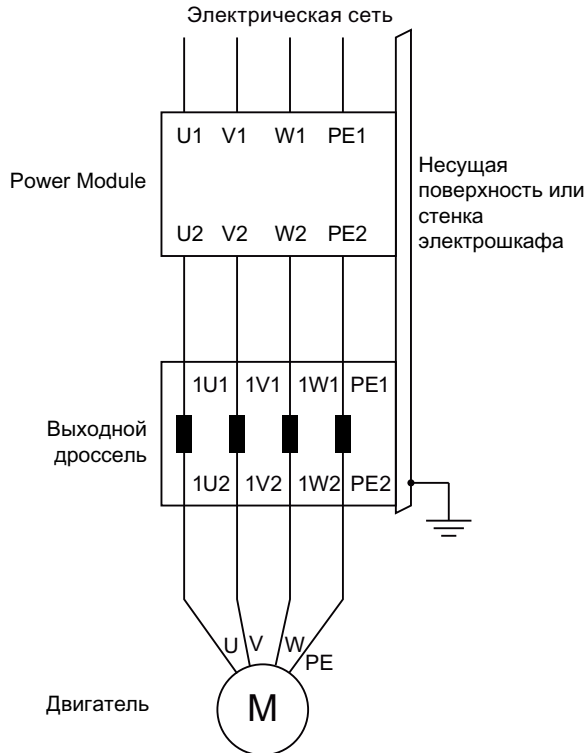 Электрическая сеть
U1 V1 W1 PE1
Power Module
Несущая
поверхность или
стенка
электрошкафа
U2 V2 W2 PE2
1U1 1V1 1W1 PE1
Выходной
дроссель
1U2 1V2 1W2 PE2
U V W
PE
Двигатель
M